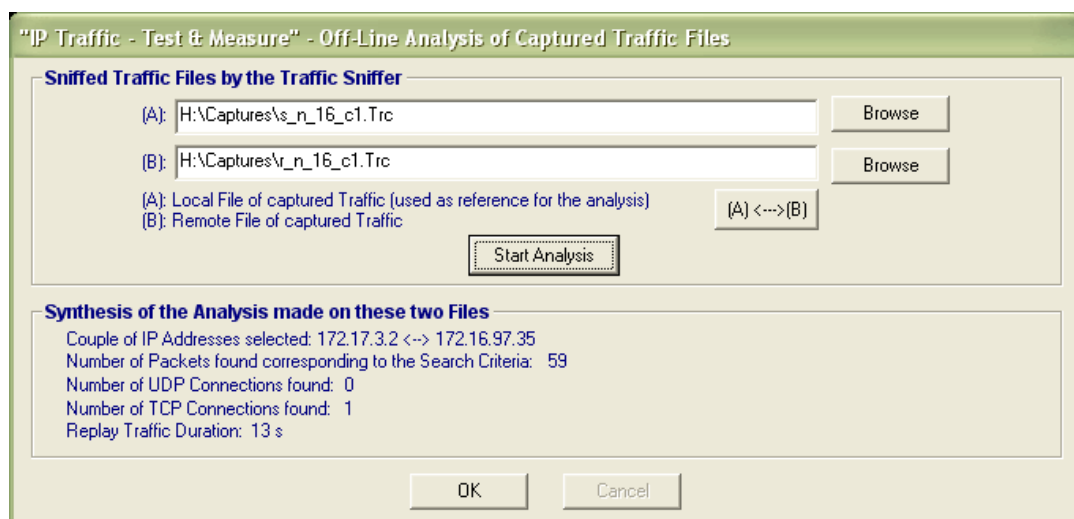 "IP Traffic - Test & Measure" - Off-Line Analysis of Captured Traffic Files
Sniffed Traffic Files by the Traffic Sniffer
(A): H:\Captures\s_n_16_c1.Trc Browse
(B): H:\Captures\r_n_16_c1.Trc Browse
(A): Local File of captured Traffic (used as reference for the analysis)
(B): Remote File of captured Traffic
(A) <--->(B)
Start Analysis
Synthesis of the Analysis made on these two Files
Couple of IP Addresses selected: 172.17.3.2 <--> 172.16.97.35
Number of Packets found corresponding to the Search Criteria: 59
Number of UDP Connections found: 0
Number of TCP Connections found: 1
Replay Traffic Duration: 13 s
OK Cancel